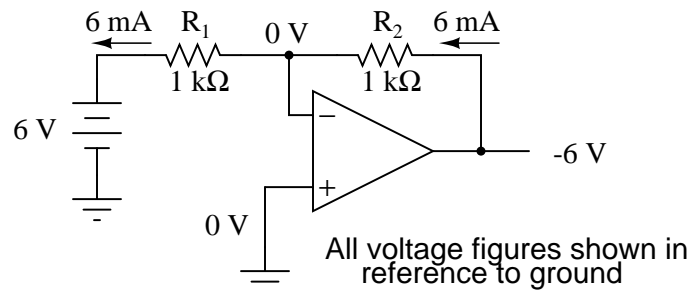 6 mA R1 0 V R2 6 mA
1 kΩ 1 kΩ
6 V
−
-6 V
+
0 V
All voltage figures shown in
reference to ground